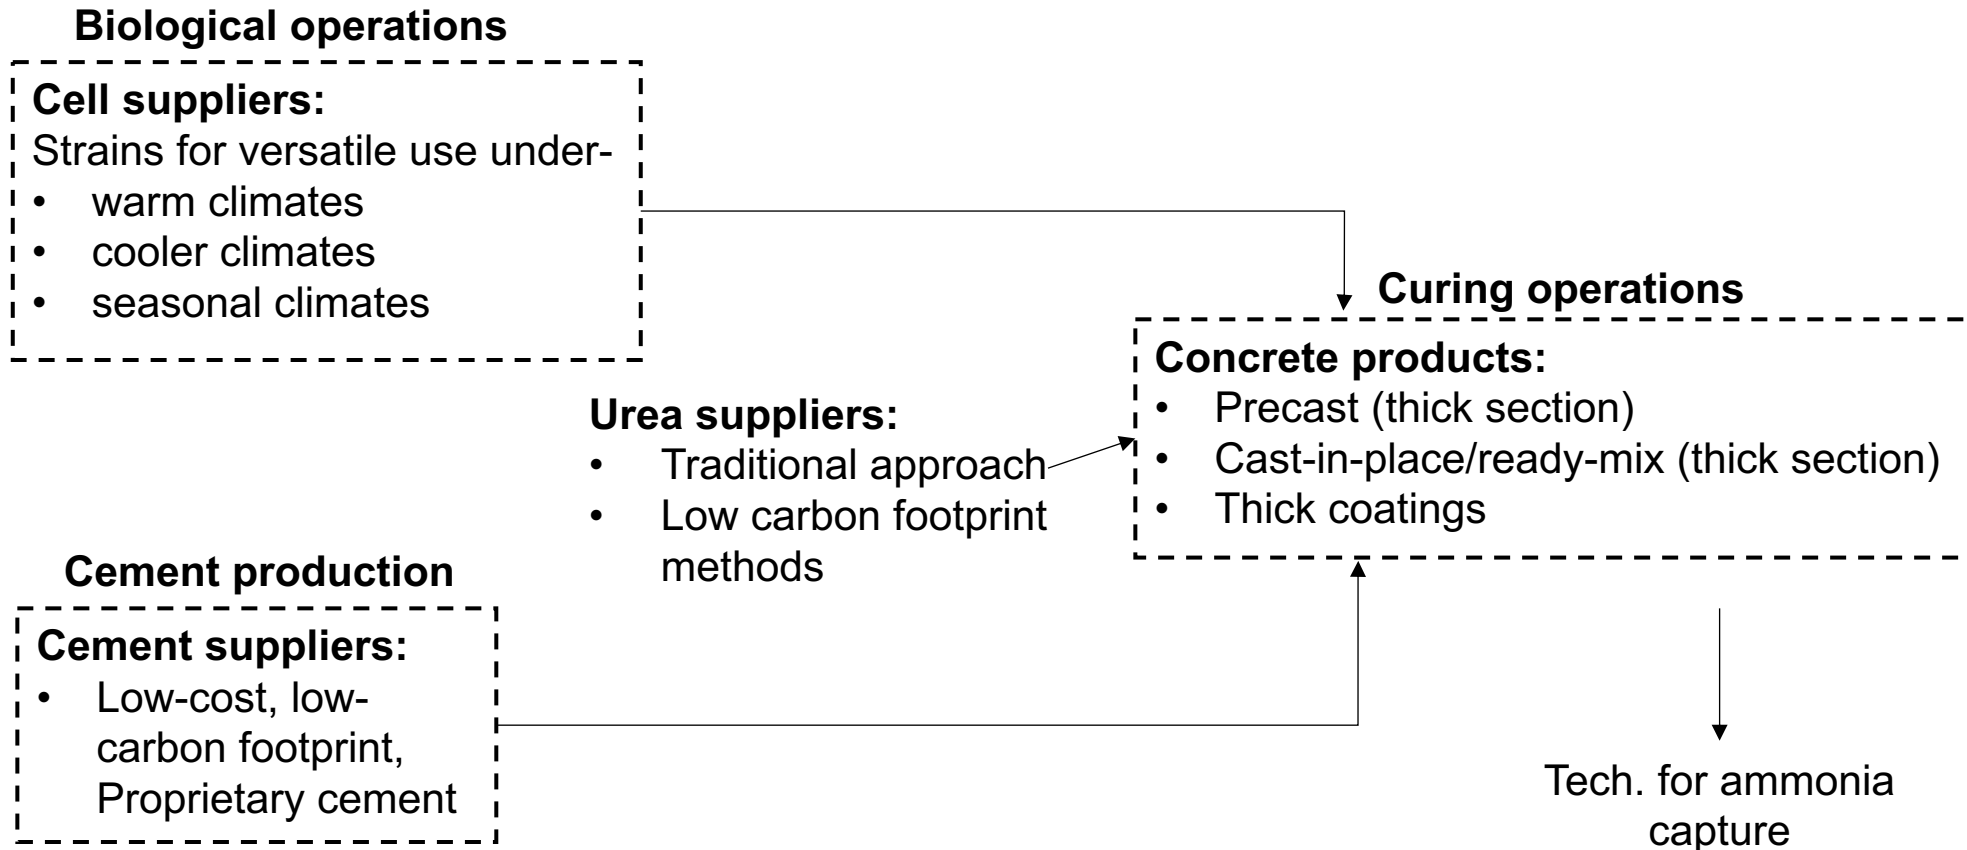 Biological operations
Cell suppliers:
Strains for versatile use under-
• warm climates
• cooler climates
• seasonal climates
Curing operations
Concrete products:
• Precast (thick section)
• Cast-in-place/ready-mix (thick section)
• Thick coatings
Urea suppliers:
• Traditional approach
• Low carbon footprint
methods
Cement production
Cement suppliers:
• Low-cost, low-
carbon footprint,
Proprietary cement
Tech. for ammonia
capture